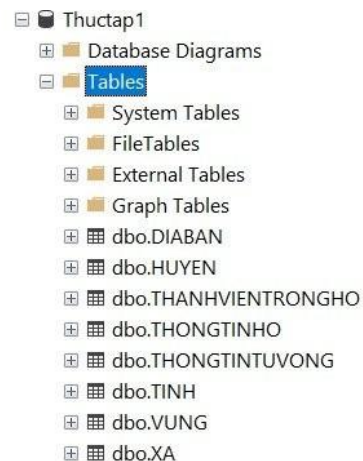 Thuctap1
Database Diagrams
Tables
System Tables
FileTables
External Tables
Graph Tables
dbo.DIABAN
dbo.HUYEN
dbo.THANHVIENTRONGHO
dbo.THONGTINHO
dbo.THONGTINTUVONG
dbo.TINH
dbo.VUNG
dbo.XA